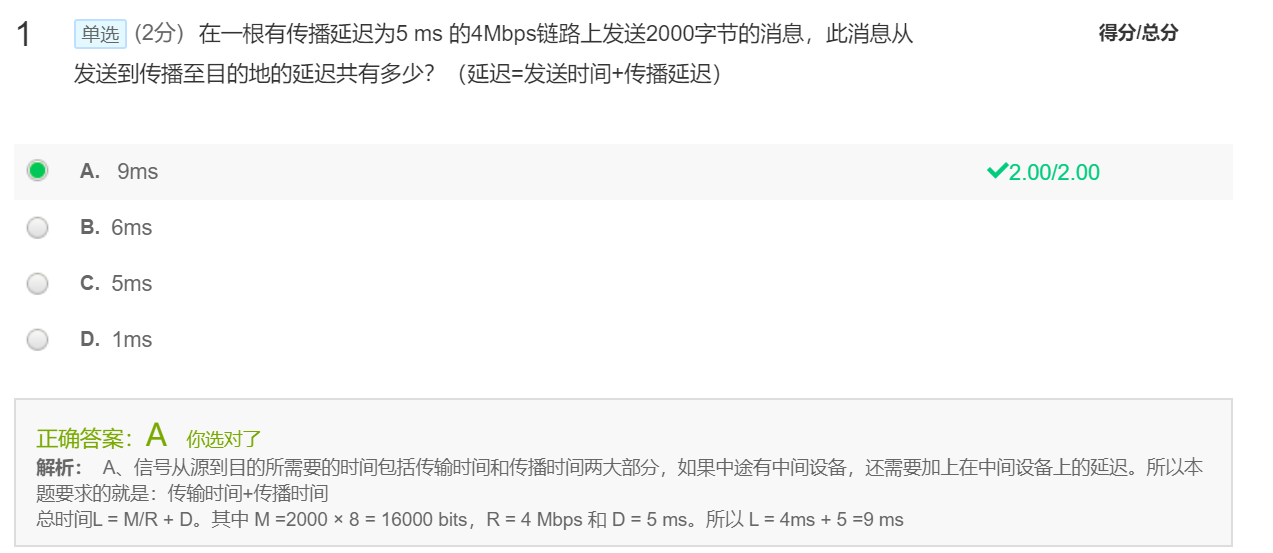 1 单选 (2分) 在一根有传播延迟为5 ms 的4Mbps链路上发送2000字节的消息，此消息从 得分/总分
发送到传播至目的地的延迟共有多少？（延迟=发送时间+传播延迟）
A. 9ms 2.00/2.00
B. 6ms
C. 5ms
D. 1ms
正确答案：A 你选对了
解析： A、信号从源到目的所需要的时间包括传输时间和传播时间两大部分，如果中途有中间设备，还需要加上在中间设备上的延迟。所以本
题要求的就是：传输时间+传播时间
总时间L = M/R + D。其中 M =2000 × 8 = 16000 bits，R = 4 Mbps 和 D = 5 ms。所以 L = 4ms + 5 =9 ms